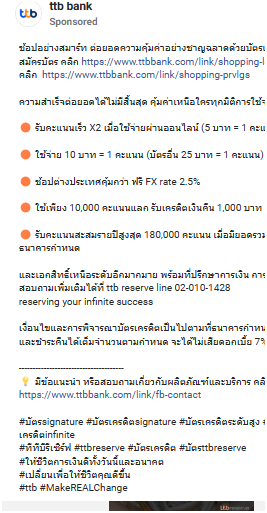 ttb bank
Sponsored
ช้อปอย่างสมาร์ท ต่อยอดความคุ้มค่าอย่างชาญฉลาดด้วยบัตรเ
สมัครบัตร คลิก https://www.ttbbank.com/link/shopping-l
คลิก https://www.ttbbank.com/link/shopping-prvlgs
ความสำเร็จต่อยอดได้ไม่มีสิ้นสุด คุ้มค่าเหนือใครทุกมิติการใช้จ
🟠 รับคะแนนเร็ว X2 เมื่อใช้จ่ายผ่านออนไลน์ (5 บาท = 1 คะแ
🟠 ใช้จ่าย 10 บาท = 1 คะแนน (บัตรอื่น 25 บาท = 1 คะแนน)
🟠 ช้อปต่างประเทศคุ้มกว่า ฟรี FX rate 2.5%
🟠 ใช้เพียง 10,000 คะแนนแลก รับเครดิตเงินคืน 1,000 บาท
🟠 รับคะแนนสะสมรายปีสูงสุด 180,000 คะแนน เมื่อมียอดรวม
ธนาคารกำหนด
และเอกสิทธิ์เหนือระดับอีกมากมาย พร้อมที่ปรึกษาการเงิน กา
สอบถามเพิ่มเติมได้ที่ ttb reserve line 02-010-1428
reserving your infinite success
เงื่อนไขและการพิจารณาบัตรเครดิตเป็นไปตามที่ธนาคารกำหน
และชำระคืนได้เต็มจำนวนตามกำหนด จะได้ไม่เสียดอกเบี้ย 7%
------------------------------------
💡 มีข้อแนะนำ หรือสอบถามเกี่ยวกับผลิตภัณฑ์และบริการ คลิ
https://www.ttbbank.com/link/fb-contact
#บัตรsignature #บัตรเครดิตsignature #บัตรเครดิตระดับสูง #
เครดิตinfinite
#ทีทีบีรีเซิร์ฟ #ttbreserve #บัตรเครดิต #บัตรttbreserve
#ให้ชีวิตการเงินดีทั้งวันนี้และอนาคต
#เปลี่ยนเพื่อให้ชีวิตคุณดีขึ้น
#ttb #MakeREALChange